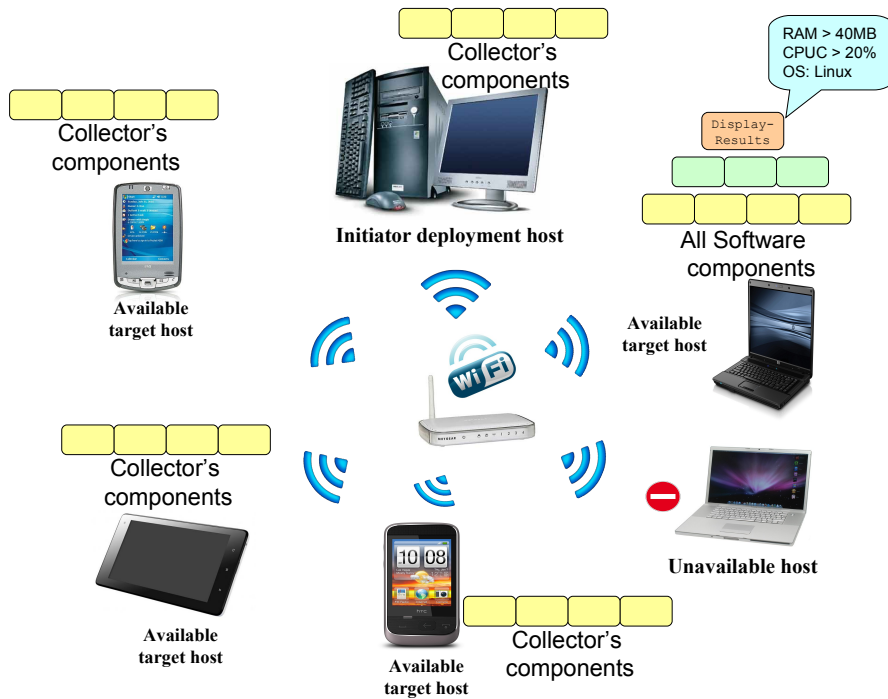 Collector's
components
RAM > 40MB
CPUC > 20%
OS: Linux
Display-
Results
Collector's
components
Initiator deployment host
All Software
components
Available
target host
Available
target host
Wi Fi
NETGEAR
Collector's
components
10 08
hTC
Unavailable host
Available
target host
Collector's
components
Available
target host